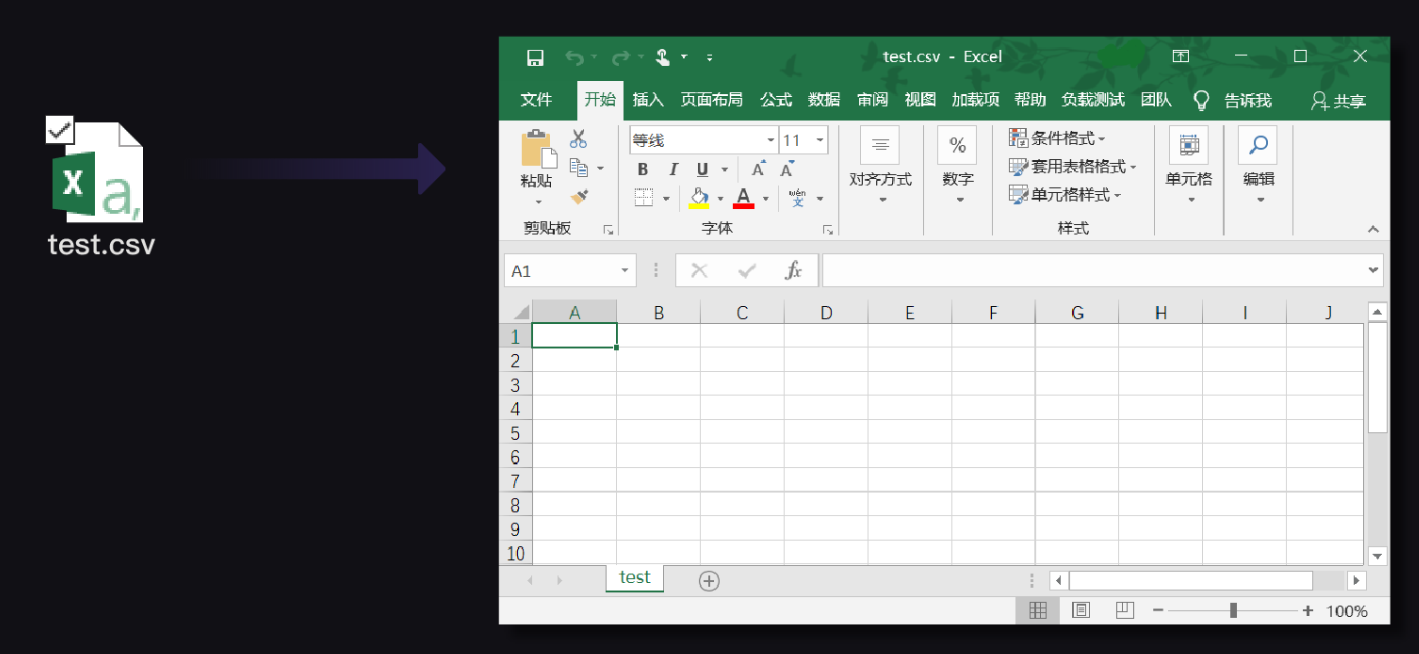 test.csv - Excel
文件 开始 插入 页面布局 公式 数据 审阅 视图 加载项 帮助 负载测试 团队 告诉我 共享
X a,
test.csv
粘贴
等线 11
B I U A A
wén 文 A
对齐方式
%
数字
条件格式
套用表格格式
单元格样式
单元格
编辑
剪贴板 字体 样式
A1 fx
A B C D E F G H I J
1
2
3
4
5
6
7
8
9
10
test
100%